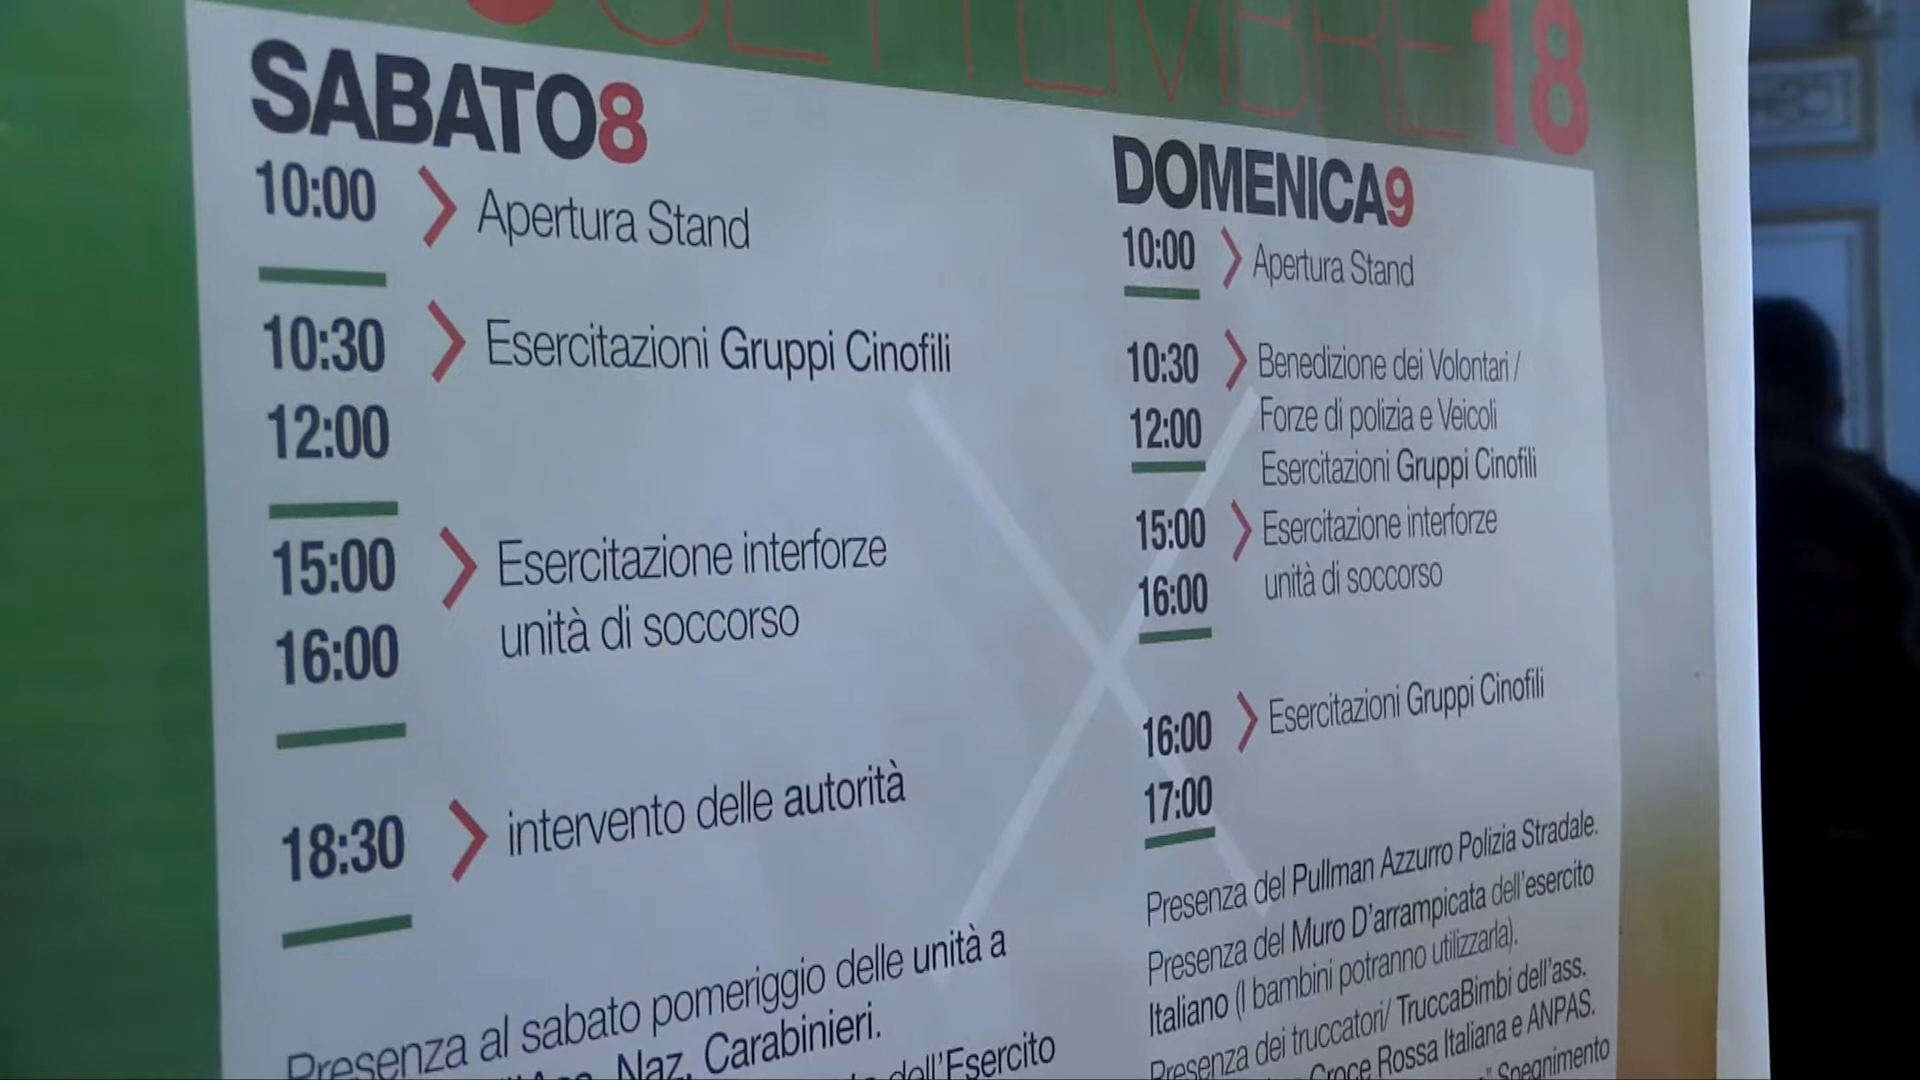 SETTEMBRE18
SABATO8
10:00 Apertura Stand
10:30 Esercitazioni Gruppi Cinofili
12:00
15:00 Esercitazione interforze
unità di soccorso
16:00
18:30 intervento delle autorità
Presenza al sabato pomeriggio delle unità a
Naz. Carabinieri.
dell'Esercito
DOMENICA9
10:00 Apertura Stand
10:30 Benedizione dei Volontari /
Forze di polizia e Veicoli
12:00
Esercitazioni Gruppi Cinofili
15:00 Esercitazione interforze
unità di soccorso
16:00
16:00 Esercitazioni Gruppi Cinofili
17:00
Presenza del Pullman Azzurro Polizia Stradale.
Presenza del Muro D'arrampicata dell'esercito
Italiano (I bambini potranno utilizzarla).
Presenza dei truccatori/ TruccaBimbi dell'ass.
Croce Rossa Italiana e ANPAS.
Spegnimento